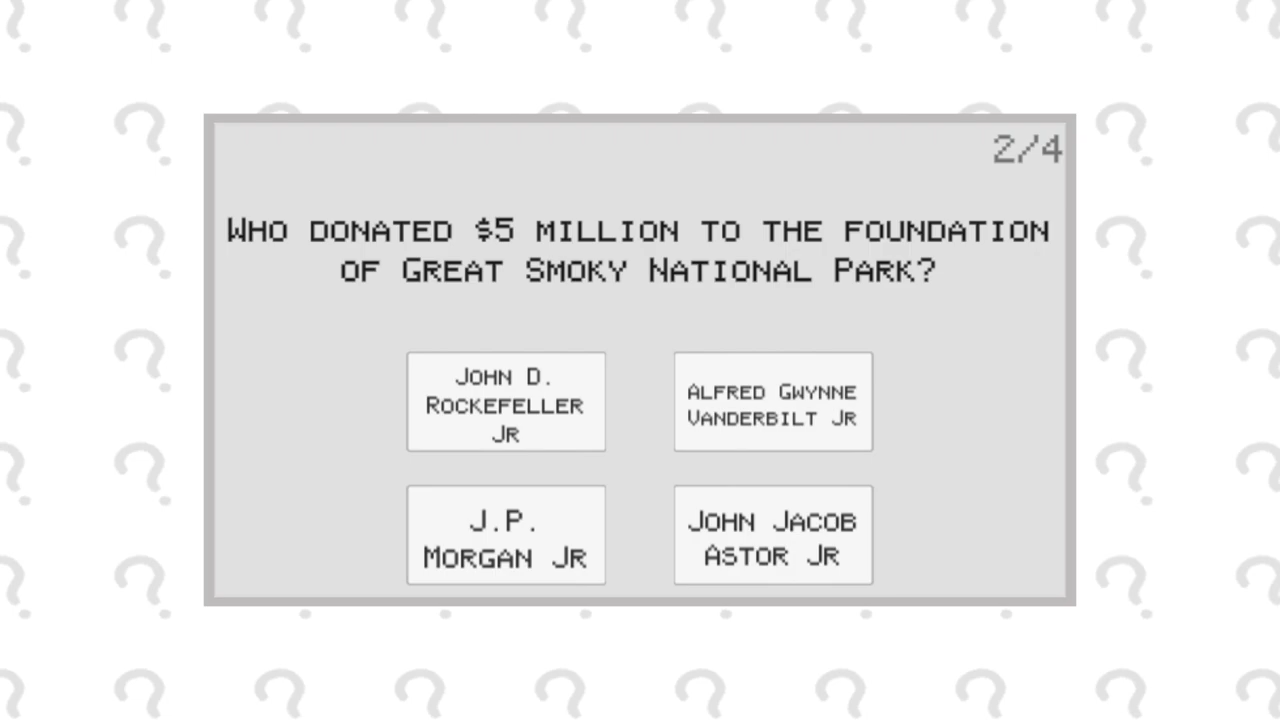 2/4
Who donated $5 million to the foundation
of Great Smoky National Park?
John D.
Rockefeller
Jr
Alfred Gwynne
Vanderbilt Jr
J.P.
Morgan Jr
John Jacob
Astor Jr